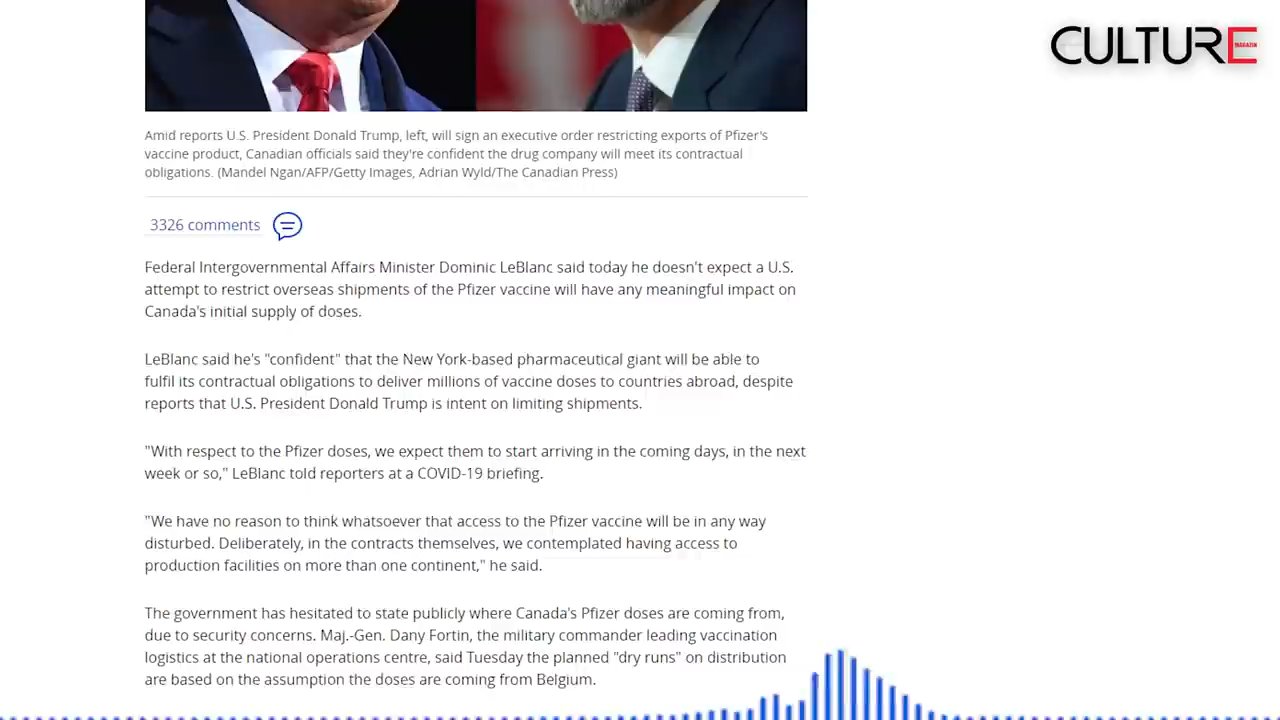 CULTURE
MAGAZIN
Amid reports U.S. President Donald Trump, left, will sign an executive order restricting exports of Pfizer's
vaccine product, Canadian officials said they're confident the drug company will meet its contractual
obligations. (Mandel Ngan/AFP/Getty Images, Adrian Wyld/The Canadian Press)
3326 comments
Federal Intergovernmental Affairs Minister Dominic LeBlanc said today he doesn't expect a U.S.
attempt to restrict overseas shipments of the Pfizer vaccine will have any meaningful impact on
Canada's initial supply of doses.
LeBlanc said he's "confident" that the New York-based pharmaceutical giant will be able to
fulfil its contractual obligations to deliver millions of vaccine doses to countries abroad, despite
reports that U.S. President Donald Trump is intent on limiting shipments.
"With respect to the Pfizer doses, we expect them to start arriving in the coming days, in the next
week or so," LeBlanc told reporters at a COVID-19 briefing.
"We have no reason to think whatsoever that access to the Pfizer vaccine will be in any way
disturbed. Deliberately, in the contracts themselves, we contemplated having access to
production facilities on more than one continent," he said.
The government has hesitated to state publicly where Canada's Pfizer doses are coming from,
due to security concerns. Maj.-Gen. Dany Fortin, the military commander leading vaccination
logistics at the national operations centre, said Tuesday the planned "dry runs" on distribution
are based on the assumption the doses are coming from Belgium.